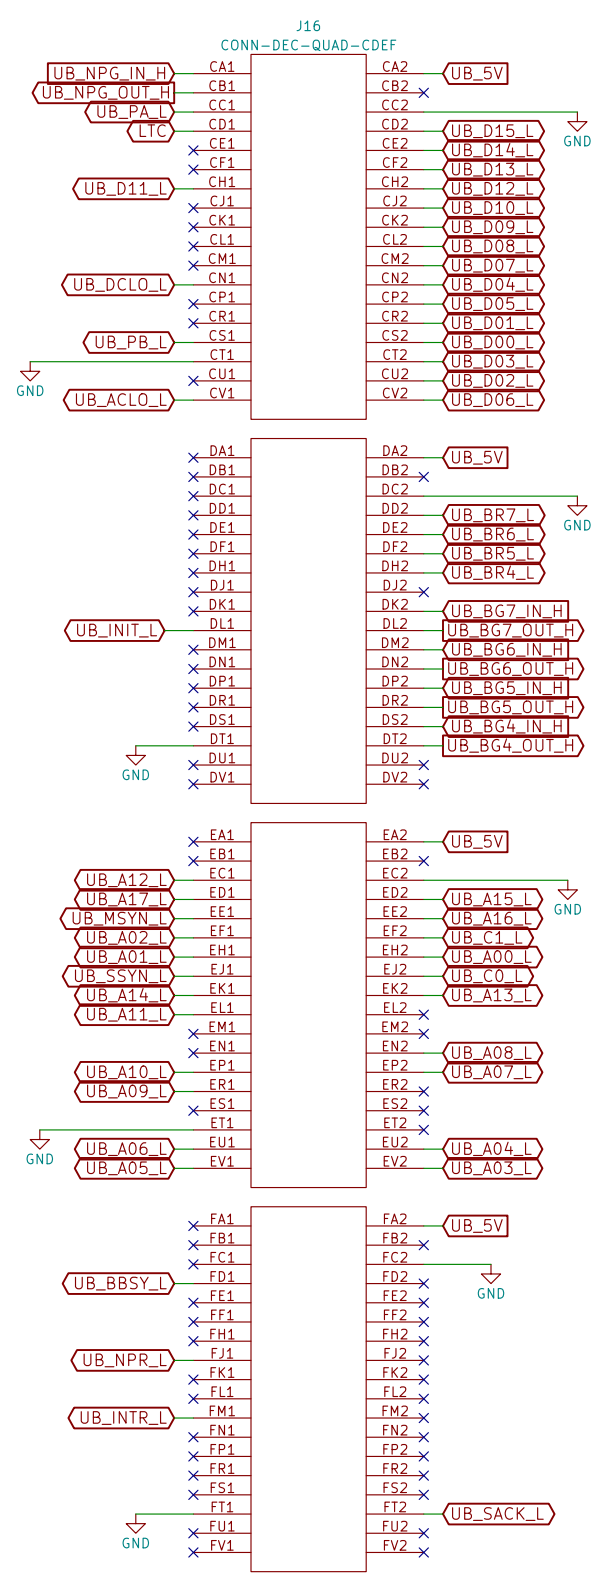 J16
CONN-DEC-QUAD-CDEF
UB_NPG_IN_H CA1 CA2 UB_5V
UB_NPG_OUT_H CB1 CB2
UB_PA_L CC1 CC2
GND
LTC CD1 CD2 UB_D15_L
CE1 CE2 UB_D14_L
CF1 CF2 UB_D13_L
UB_D11_L CH1 CH2 UB_D12_L
CJ1 CJ2 UB_D10_L
CK1 CK2 UB_D09_L
CL1 CL2 UB_D08_L
CM1 CM2 UB_D07_L
UB_DCLO_L CN1 CN2 UB_D04_L
CP1 CP2 UB_D05_L
CR1 CR2 UB_D01_L
UB_PB_L CS1 CS2 UB_D00_L
CT1 CT2 UB_D03_L
GND
CU1 CU2 UB_D02_L
UB_ACLO_L CV1 CV2 UB_D06_L
DA1 DA2 UB_5V
DB1 DB2
DC1 DC2
GND
DD1 DD2 UB_BR7_L
DE1 DE2 UB_BR6_L
DF1 DF2 UB_BR5_L
DH1 DH2 UB_BR4_L
DJ1 DJ2
DK1 DK2 UB_BG7_IN_H
UB_INIT_L DL1 DL2 UB_BG7_OUT_H
DM1 DM2 UB_BG6_IN_H
DN1 DN2 UB_BG6_OUT_H
DP1 DP2 UB_BG5_IN_H
DR1 DR2 UB_BG5_OUT_H
DS1 DS2 UB_BG4_IN_H
DT1 DT2 UB_BG4_OUT_H
GND
DU1 DU2
DV1 DV2
EA1 EA2 UB_5V
EB1 EB2
UB_A12_L EC1 EC2
GND
UB_A17_L ED1 ED2 UB_A15_L
UB_MSYN_L EE1 EE2 UB_A16_L
UB_A02_L EF1 EF2 UB_C1_L
UB_A01_L EH1 EH2 UB_A00_L
UB_SSYN_L EJ1 EJ2 UB_C0_L
UB_A14_L EK1 EK2 UB_A13_L
UB_A11_L EL1 EL2
EM1 EM2
EN1 EN2 UB_A08_L
UB_A10_L EP1 EP2 UB_A07_L
UB_A09_L ER1 ER2
ES1 ES2
ET1 ET2
GND
UB_A06_L EU1 EU2 UB_A04_L
UB_A05_L EV1 EV2 UB_A03_L
FA1 FA2 UB_5V
FB1 FB2
FC1 FC2
GND
UB_BBSY_L FD1 FD2
FE1 FE2
FF1 FF2
FH1 FH2
UB_NPR_L FJ1 FJ2
FK1 FK2
FL1 FL2
UB_INTR_L FM1 FM2
FN1 FN2
FP1 FP2
FR1 FR2
FS1 FS2
FT1 FT2 UB_SACK_L
GND
FU1 FU2
FV1 FV2